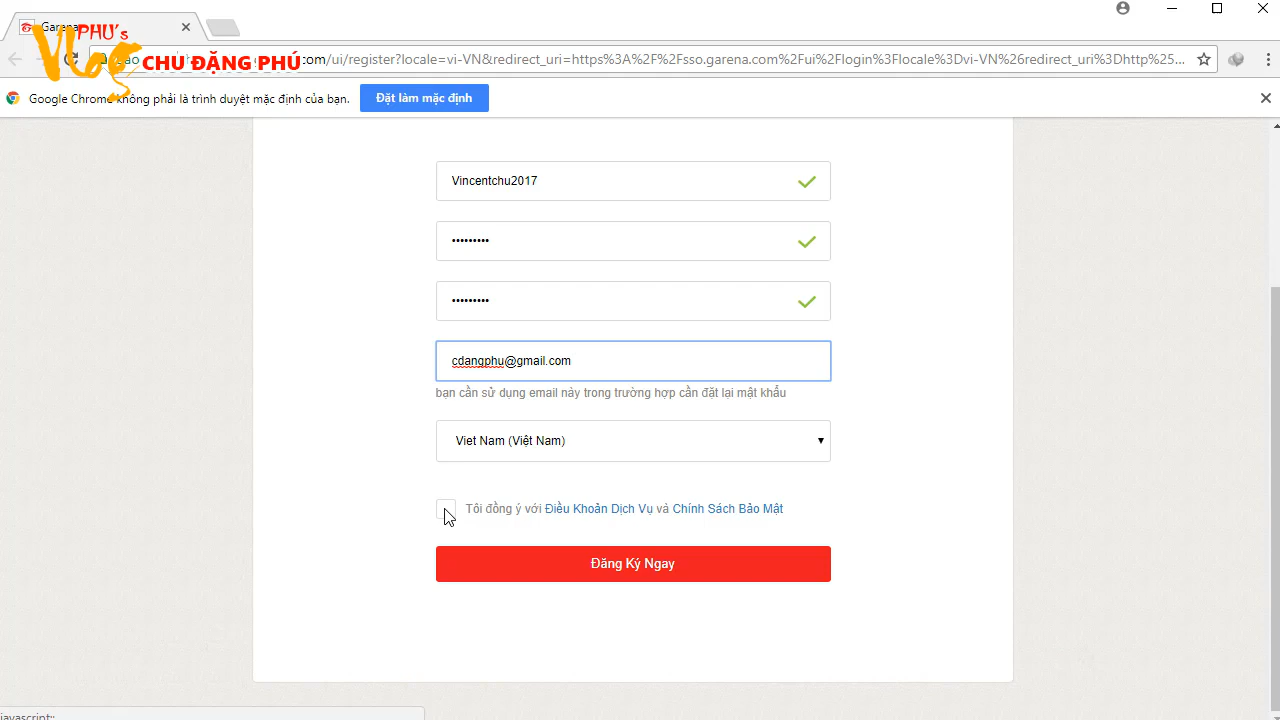 Garena
PHÚ's
Vlog
CHU ĐẶNG PHÚ
com/ui/register?locale=vi-VN&redirect_uri=https%3A%2F%2Fsso.garena.com%2Fui%2Flogin%3Flocale%3Dvi-VN%26redirect_uri%3Dhttp%25...
Google Chrome không phải là trình duyệt mặc định của bạn.
Đặt làm mặc định
Vincentchu2017
•••••••••
•••••••••
cdangphu@gmail.com
bạn cần sử dụng email này trong trường hợp cần đặt lại mật khẩu
Viet Nam (Việt Nam)
Tôi đồng ý với Điều Khoản Dịch Vụ và Chính Sách Bảo Mật
Đăng Ký Ngay
javascript:;